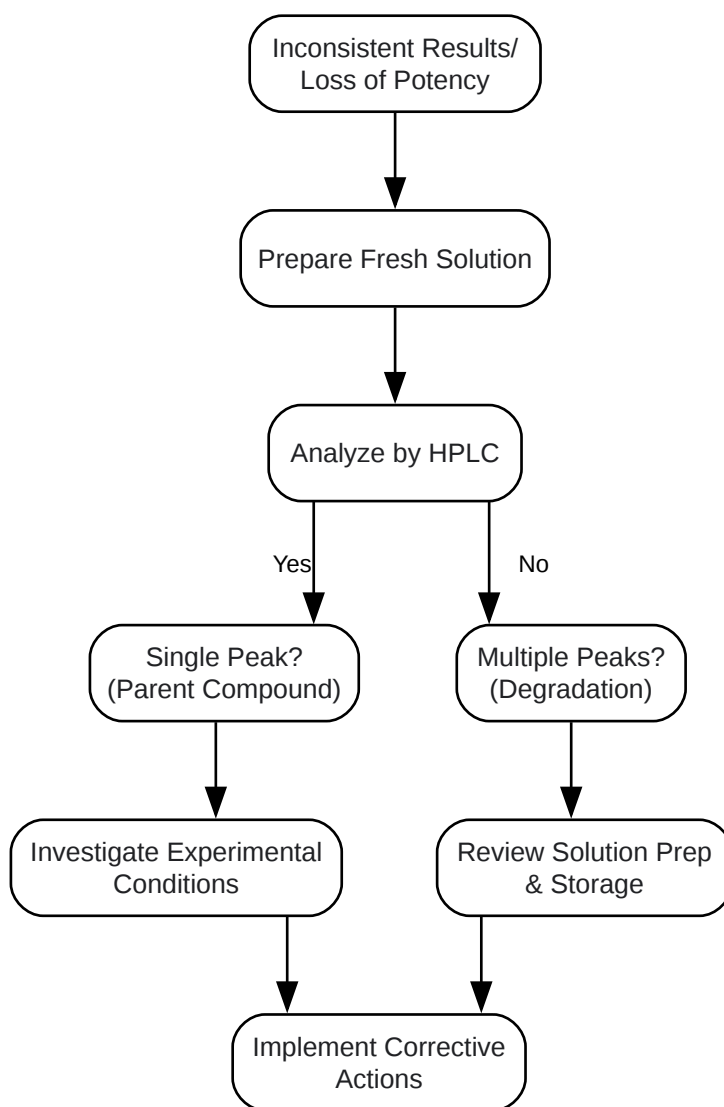 Inconsistent Results/
Loss of Potency
Prepare Fresh Solution
Analyze by HPLC
Yes
No
Single Peak?
(Parent Compound)
Multiple Peaks?
(Degradation)
Investigate Experimental
Conditions
Review Solution Prep
& Storage
Implement Corrective
Actions